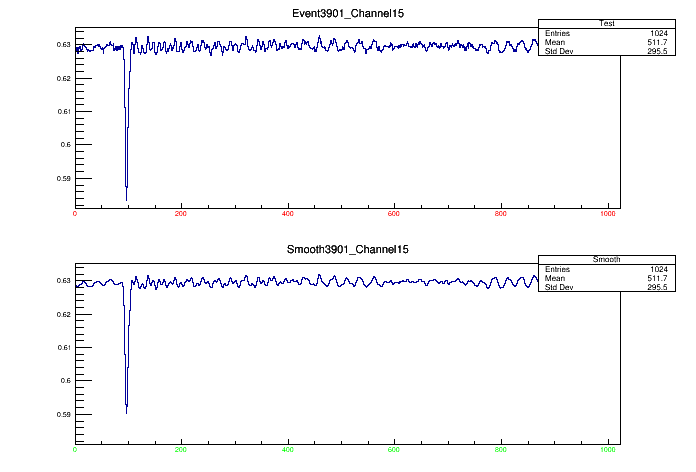 Event3901_Channel15
Test
Entries 1024
Mean 511.7
Std Dev 295.5
0.63
0.62
0.61
0.6
0.59
0 200 400 600 800 1000
Smooth3901_Channel15
Smooth
Entries 1024
Mean 511.7
Std Dev 295.5
0.63
0.62
0.61
0.6
0.59
0 200 400 600 800 1000